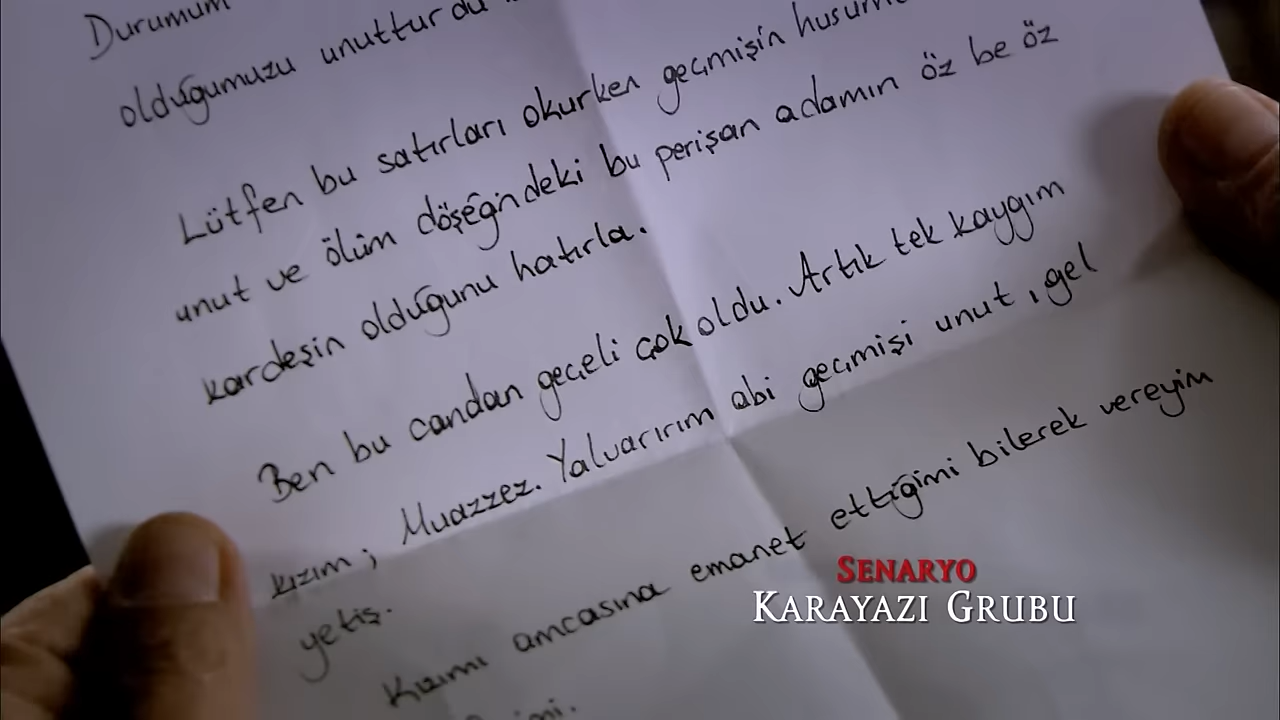 Durumum
olduğumuzu unutturdu
Lütfen bu satırları okurken geçmişin
unut ve ölüm döşeğindeki bu perişan adamın öz be öz
kardeşin olduğunu hatırla.
Ben bu candan geçeli çok oldu. Artık tek kaygım
kızım; Muazzez. Yalvarırım abi geçmişi unut, gel
yetiş.
Kızımı amcasına emanet ettiğimi bilerek vereyim
SENARYO
KARAYAZI GRUBU